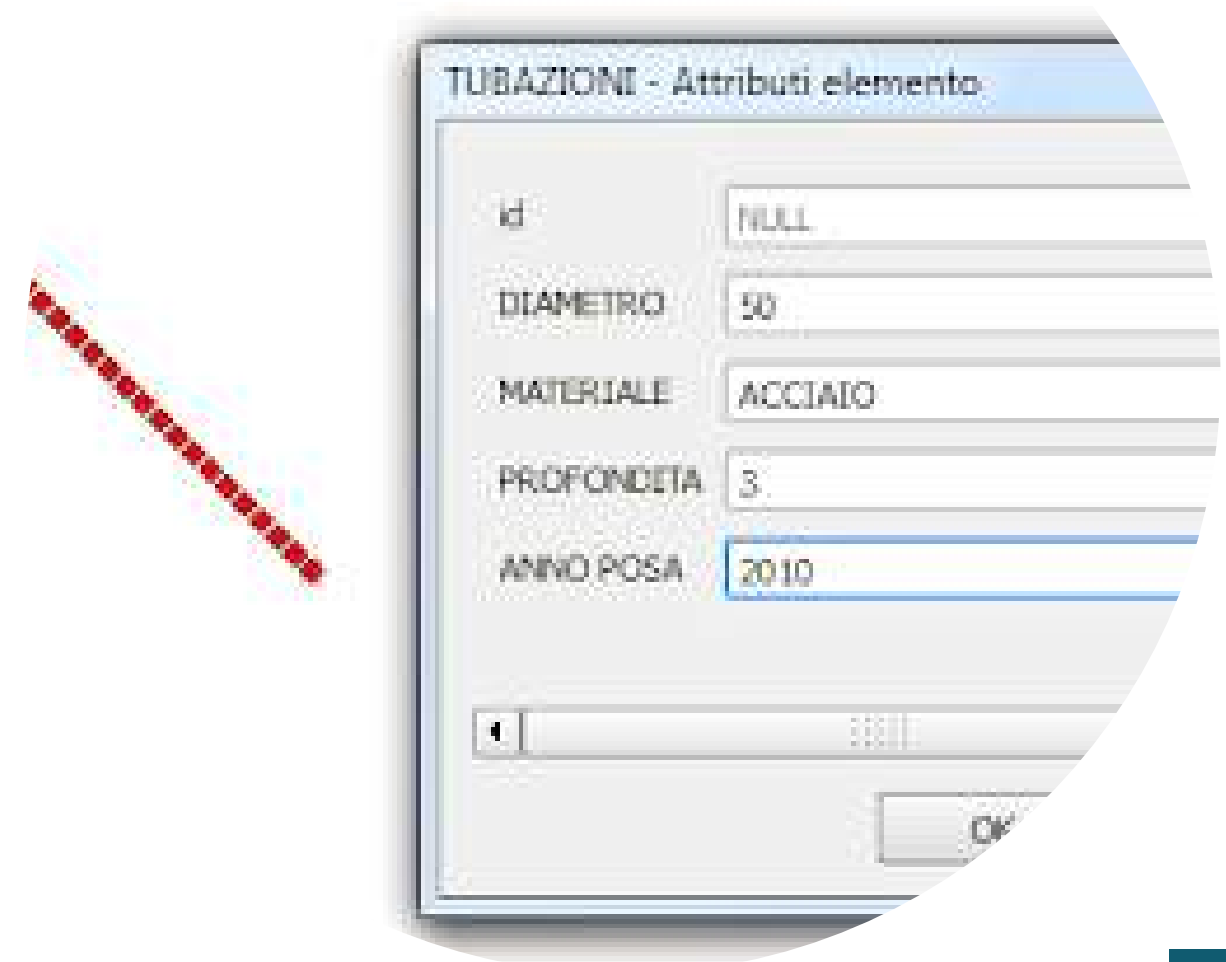 TUBAZIONI - Attributi elemento
id NULL
DIAMETRO 50
MATERIALE ACCIAIO
PROFONDITA 3
ANNO POSA 2010
OK